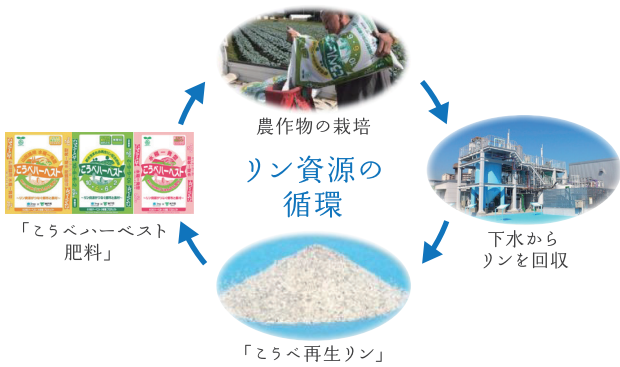 農作物の栽培
リン資源の
循環
こうべハーベスト
こうべハーベスト
こうべハーベスト
「こうべハーベスト
肥料」
下水から
リンを回収
「こうべ再生リン」